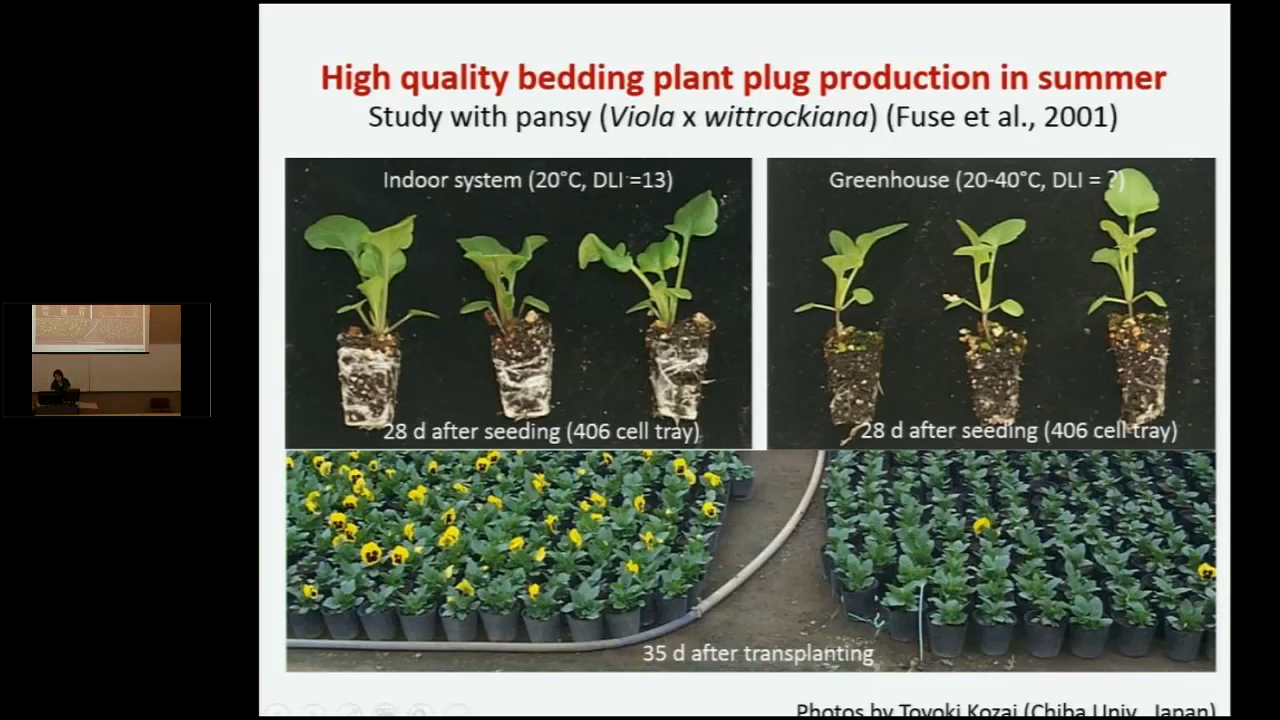 High quality bedding plant plug production in summer
Study with pansy (Viola x wittrockiana) (Fuse et al., 2001)
Indoor system (20°C, DLI =13)
Greenhouse (20-40°C, DLI = ?)
28 d after seeding (406 cell tray)
28 d after seeding (406 cell tray)
35 d after transplanting
Photos by Toyoki Kozai (Chiba Univ., Japan)